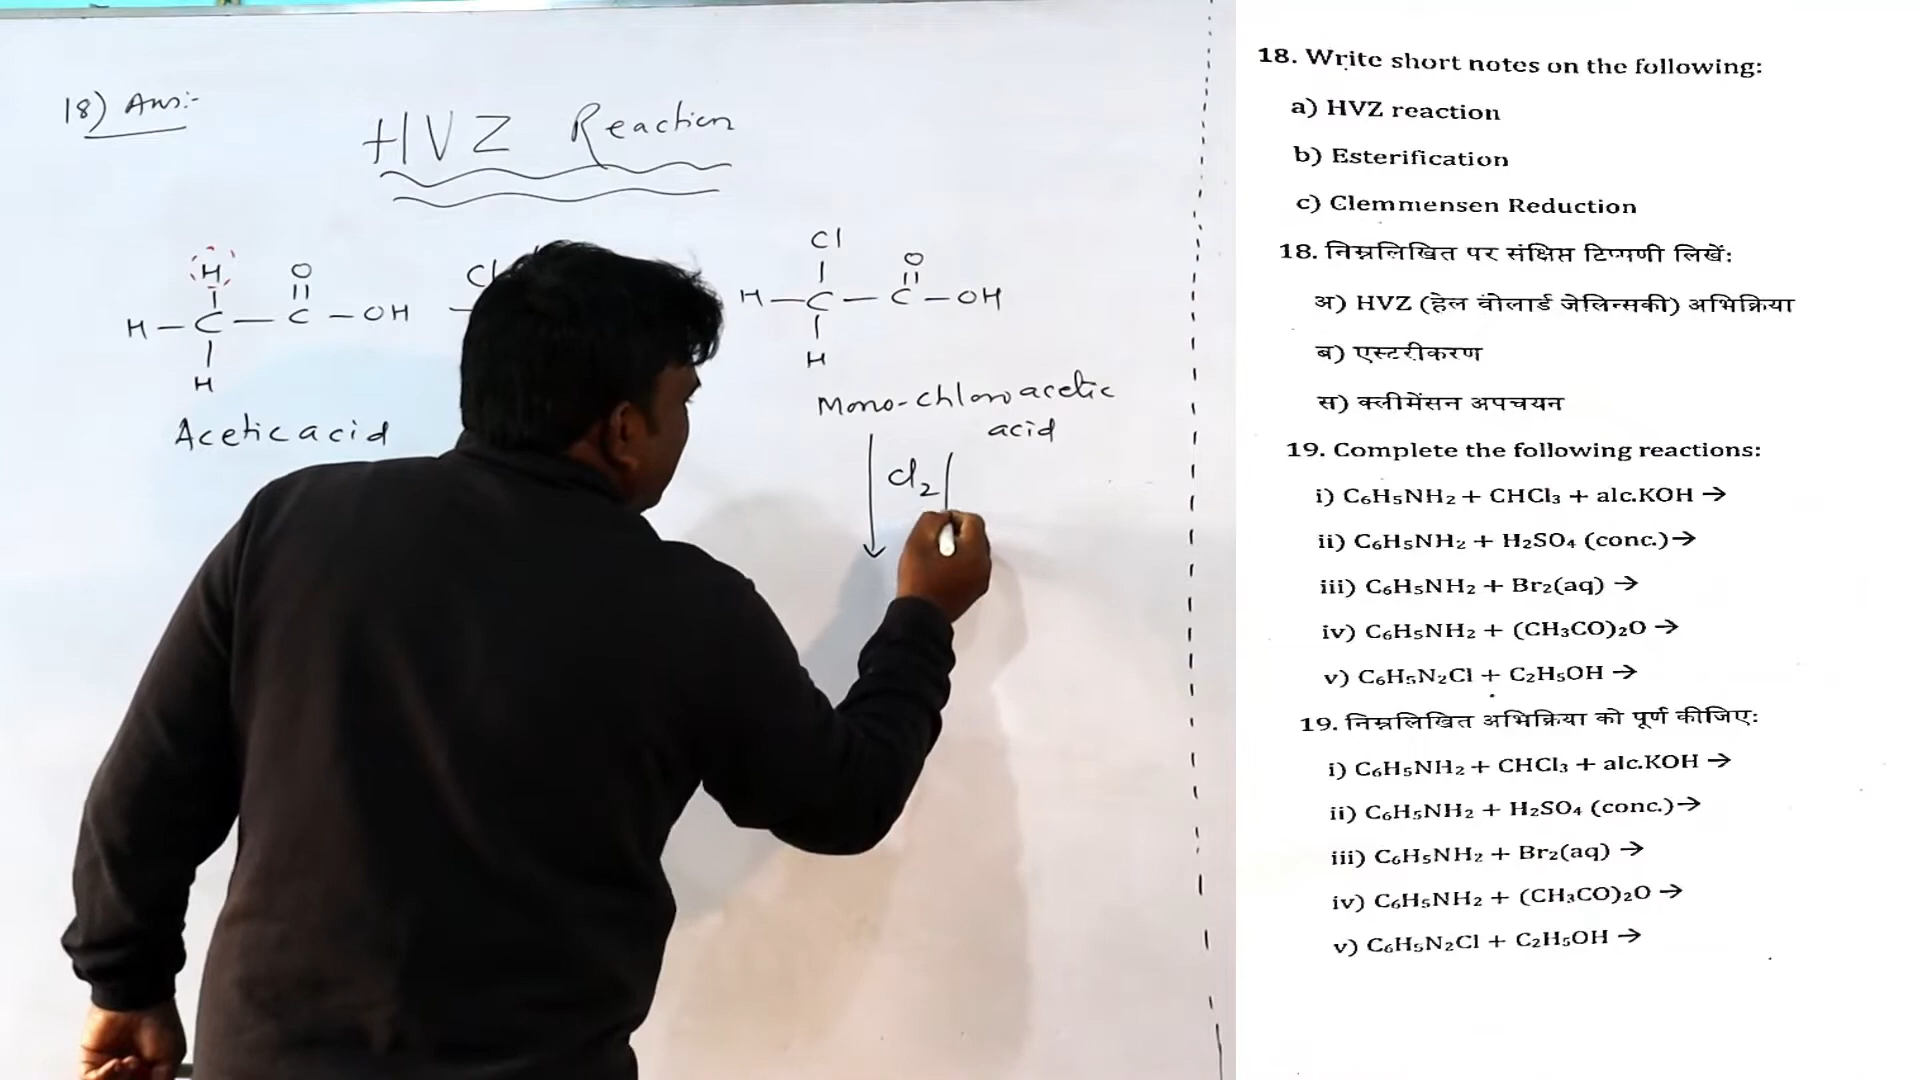 18) Ans:-
HVZ Reaction
H
O
||
H — C — C — OH
H
Acetic acid
Cl
Cl
O
||
H — C — C — OH
H
Mono-chloroacetic
acid
Cl2
18. Write short notes on the following:
a) HVZ reaction
b) Esterification
c) Clemmensen Reduction
18. निम्नलिखित पर संक्षिप्त टिप्पणी लिखें:
अ) HVZ (हेल वोलार्ड जेलिन्सकी) अभिक्रिया
ब) एस्टरीकरण
स) क्लीमेंसन अपचयन
19. Complete the following reactions:
i) C₆H₅NH₂ + CHCl₃ + alc.KOH →
ii) C₆H₅NH₂ + H₂SO₄ (conc.)→
iii) C₆H₅NH₂ + Br₂(aq) →
iv) C₆H₅NH₂ + (CH₃CO)₂O →
v) C₆H₅N₂Cl + C₂H₅OH →
19. निम्नलिखित अभिक्रिया को पूर्ण कीजिए:
i) C₆H₅NH₂ + CHCl₃ + alc.KOH →
ii) C₆H₅NH₂ + H₂SO₄ (conc.)→
iii) C₆H₅NH₂ + Br₂(aq) →
iv) C₆H₅NH₂ + (CH₃CO)₂O →
v) C₆H₅N₂Cl + C₂H₅OH →